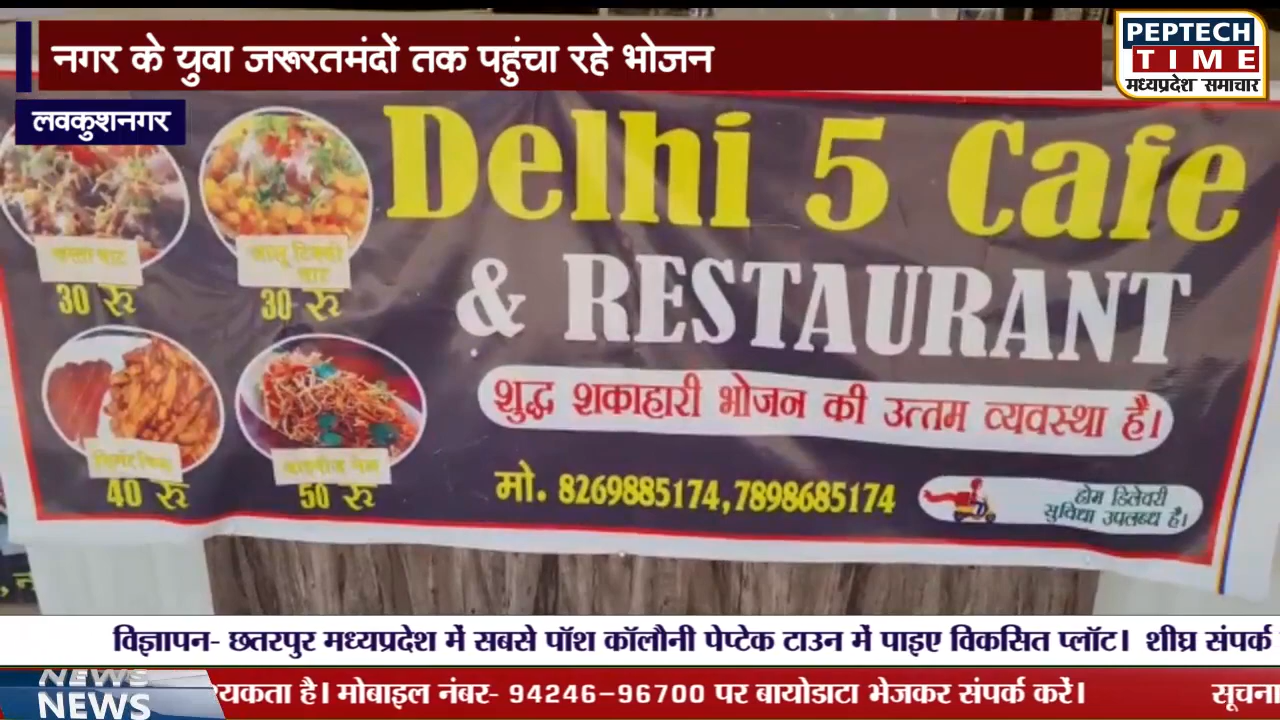 नगर के युवा जरूरतमंदों तक पहुंचा रहे भोजन
PEPTECH
TIME
मध्यप्रदेश समाचार
लवकुशनगर
Delhi 5 Cafe
& RESTAURANT
आलू टिक्की
चाट
30 रु
30 रु
शुद्ध शकाहारी भोजन की उत्तम व्यवस्था हैं।
40 रु
50 रु
मो. 8269885174,7898685174
होम डिलेवरी
सुविधा उपलब्ध है।
विज्ञापन- छतरपुर मध्यप्रदेश में सबसे पॉश कॉलौनी पेप्टेक टाउन में पाइए विकसित प्लॉट। शीघ्र संपर्क
NEWS
NEWS
यकता है। मोबाइल नंबर- 94246-96700 पर बायोडाटा भेजकर संपर्क करें। सूचना